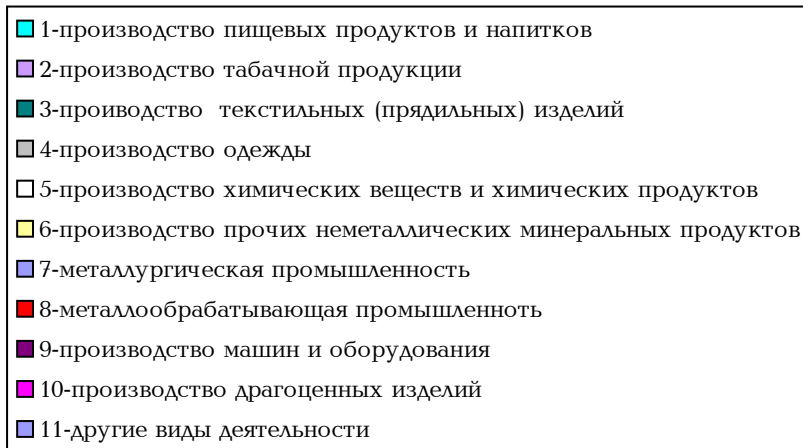 1-производство пищевых продуктов и напитков
2-производство табачной продукции
3-проиводство текстильных (прядильных) изделий
4-производство одежды
5-производство химических веществ и химических продуктов
6-производство прочих неметаллических минеральных продуктов
7-металлургическая промышленность
8-металлообрабатывающая промышленноть
9-производство машин и оборудования
10-производство драгоценных изделий
11-другие виды деятельности